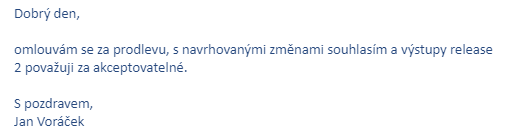 Dobrý den,
omlouvám se za prodlevu, s navrhovanými změnami souhlasím a výstupy release
2 považuji za akceptovatelné.
S pozdravem,
Jan Voráček